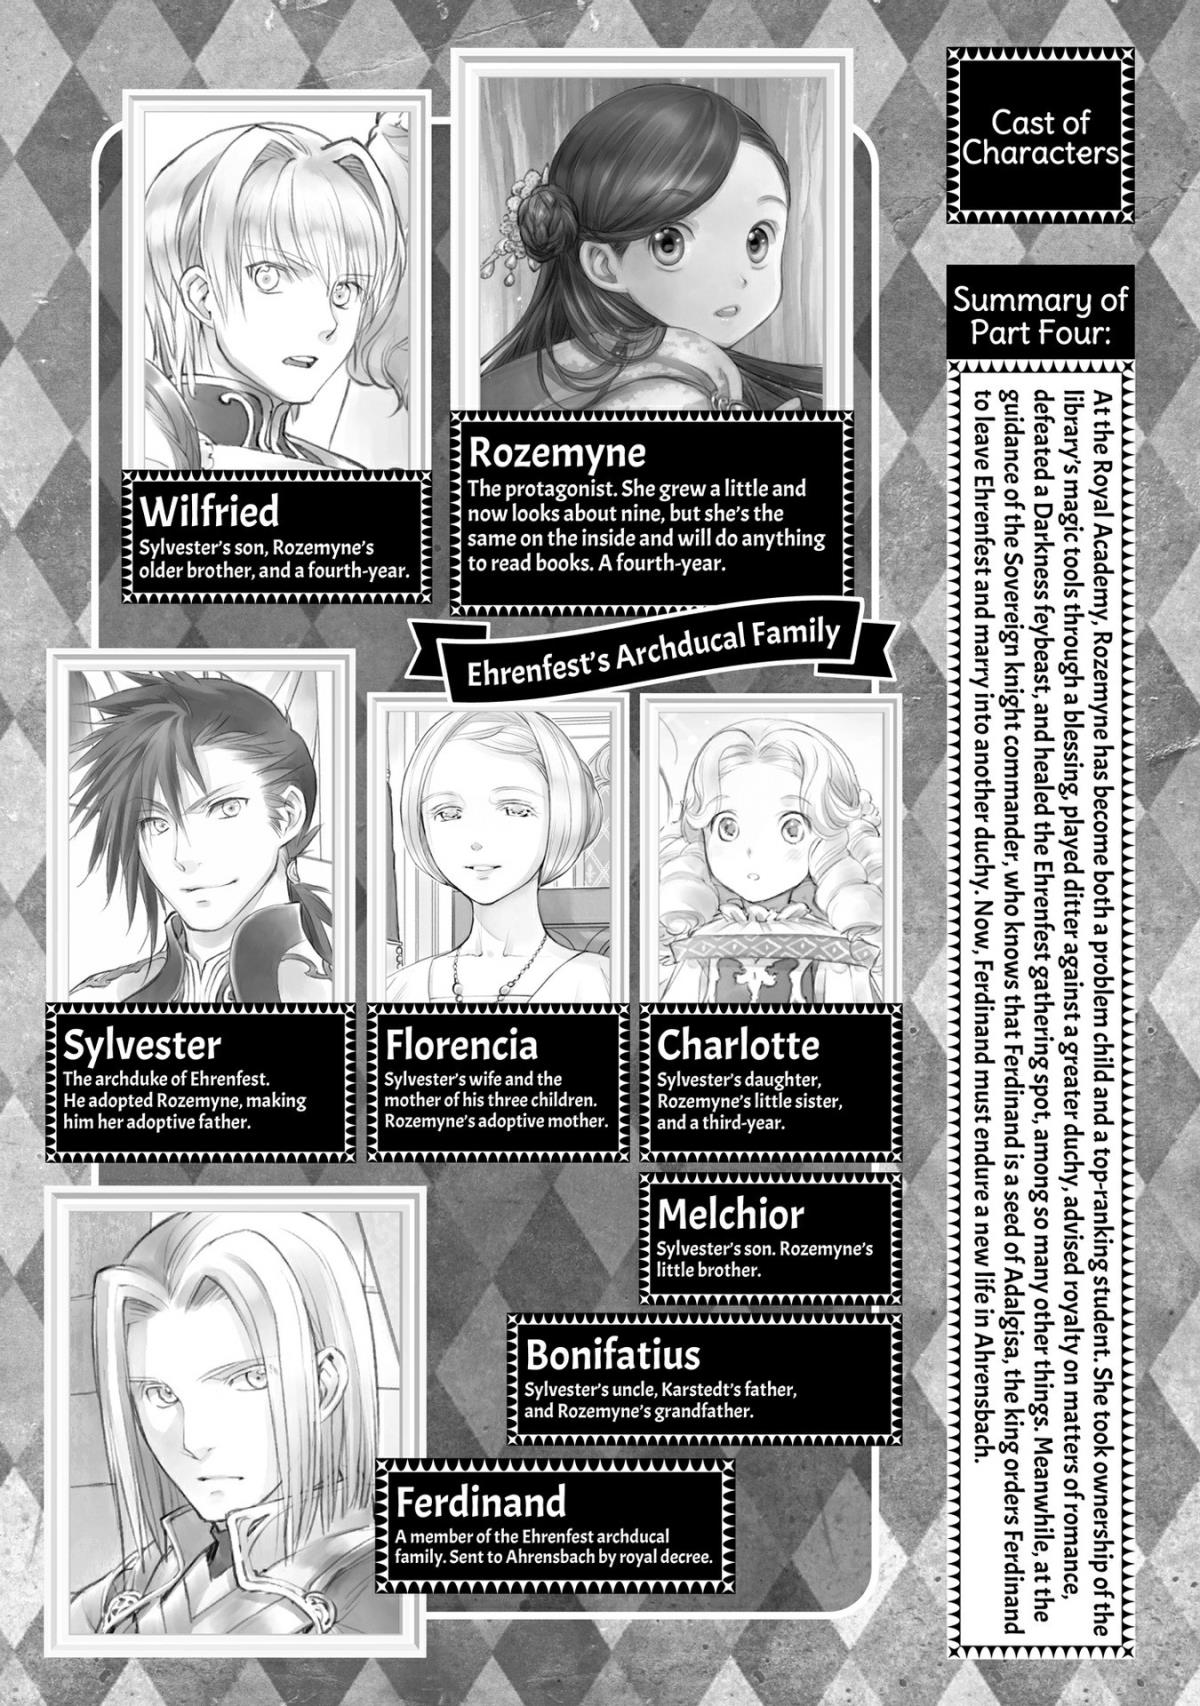 Cast of
Characters
Summary of
Part Four:
At the Royal Academy, Rozemyne has become both a problem child and a top-ranking student. She took ownership of the
library's magic tools through a blessing, played ditter against a greater duchy, advised royalty on matters of romance,
defeated a Darkness feybeast, and healed the Ehrenfest gathering spot, among so many other things. Meanwhile, at the
guidance of the Sovereign knight commander, who knows that Ferdinand is a seed of Adalgisa, the king orders Ferdinand
to leave Ehrenfest and marry into another duchy. Now, Ferdinand must endure a new life in Ahrensbach.
Rozemyne
The protagonist. She grew a little and
now looks about nine, but she's the
same on the inside and will do anything
to read books. A fourth-year.
Wilfried
Sylvester's son, Rozemyne's
older brother, and a fourth-year.
Ehrenfest's Archducal Family
Sylvester
The archduke of Ehrenfest.
He adopted Rozemyne, making
him her adoptive father.
Florencia
Sylvester's wife and the
mother of his three children.
Rozemyne's adoptive mother.
Charlotte
Sylvester's daughter,
Rozemyne's little sister,
and a third-year.
Melchior
Sylvester's son. Rozemyne's
little brother.
Bonifatius
Sylvester's uncle, Karstedt's father,
and Rozemyne's grandfather.
Ferdinand
A member of the Ehrenfest archducal
family. Sent to Ahrensbach by royal decree.